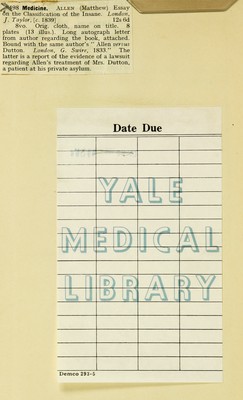 898 Medicine. ALLEN (Matthew) Essay
on the Classification of the Insane. London,
J. Taylor, [c. 1839] 12s 6d
8vo. Orig. cloth, name on title. 8
plates (13 illus.). Long autograph letter
from author regarding the book, attached.
Bound with the same author's "Allen versus
Dutton. London, G. Swire, 1833." The
latter is a report of the evidence of a lawsuit
regarding Allen's treatment of Mrs. Dutton,
a patient at his private asylum.
Date Due
YALE
MEDICAL
LIBRARY
Demco 293-5